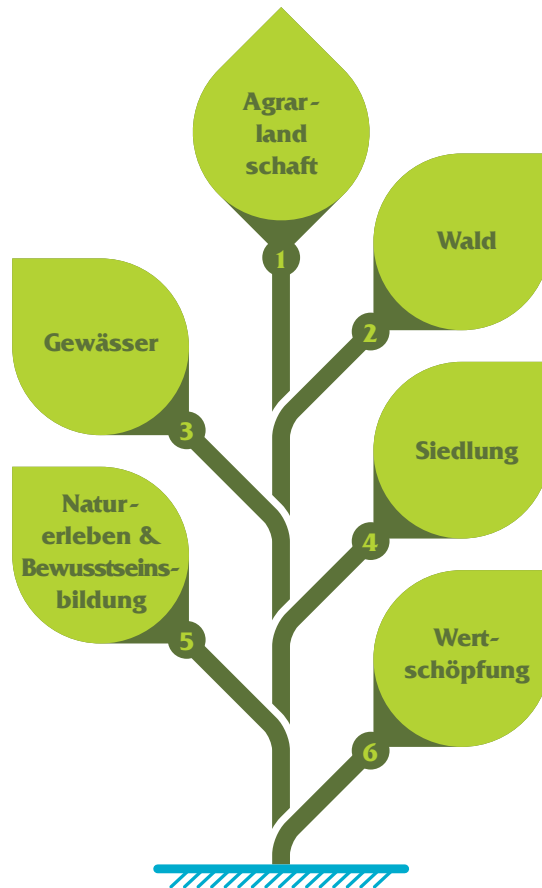 Agrar-
land
schaft
1
Wald
2
Gewässer
3
Siedlung
4
Natur-
erleben &
Bewusstseins-
bildung
5
Wert-
schöpfung
6